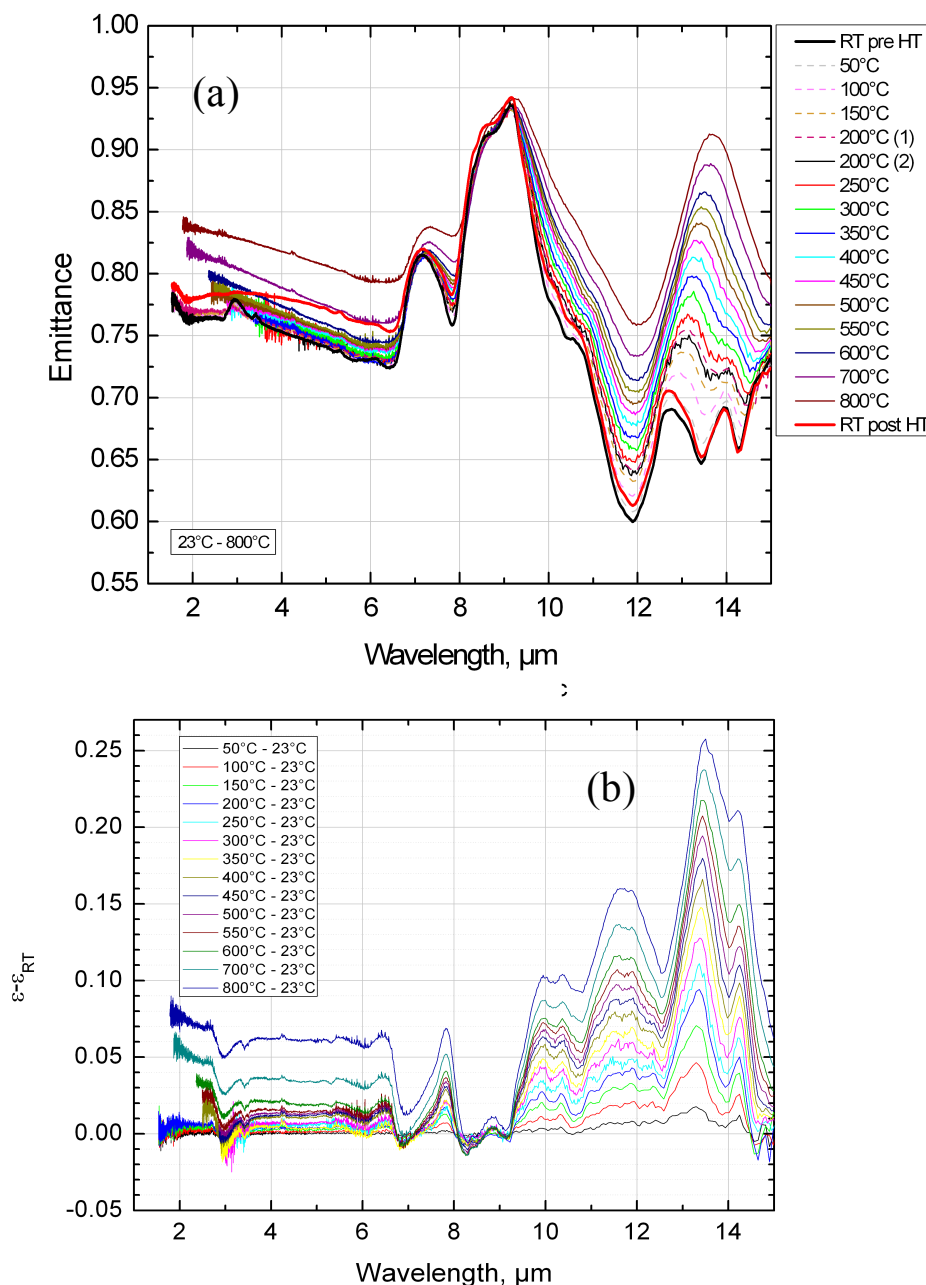 1.00
0.95
0.90
0.85
0.80
0.75
0.70
0.65
0.60
0.55
Emittance
(a)
23°C - 800°C
2
4
6
8
10
12
14
Wavelength, µm
RT pre HT
50°C
100°C
150°C
200°C (1)
200°C (2)
250°C
300°C
350°C
400°C
450°C
500°C
550°C
600°C
700°C
800°C
RT post HT
0.25
0.20
0.15
0.10
0.05
0.00
-0.05
ε-εRT
50°C - 23°C
100°C - 23°C
150°C - 23°C
200°C - 23°C
250°C - 23°C
300°C - 23°C
350°C - 23°C
400°C - 23°C
450°C - 23°C
500°C - 23°C
550°C - 23°C
600°C - 23°C
700°C - 23°C
800°C - 23°C
(b)
2
4
6
8
10
12
14
Wavelength, µm